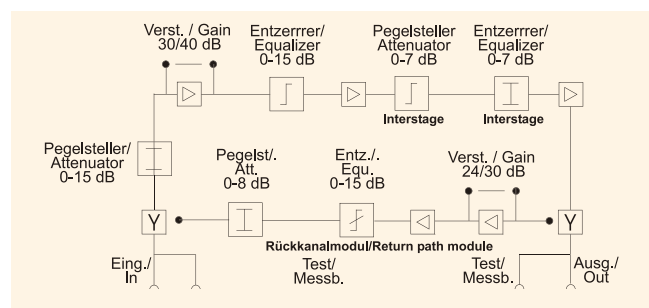 Verst. / Gain
30/40 dB
Entzerrrer/
Equalizer
0-15 dB
Pegelsteller
Attenuator
0-7 dB
Entzerrer/
Equalizer
0-7 dB
Interstage
Interstage
Pegelsteller/
Attenuator
0-15 dB
Pegelst/.
Att.
0-8 dB
Entz./.
Equ.
0-15 dB
Verst. / Gain
24/30 dB
Y
Y
Rückkanalmodul/Return path module
Eing./
In
Test/
Messb.
Test/
Messb.
Ausg./
Out